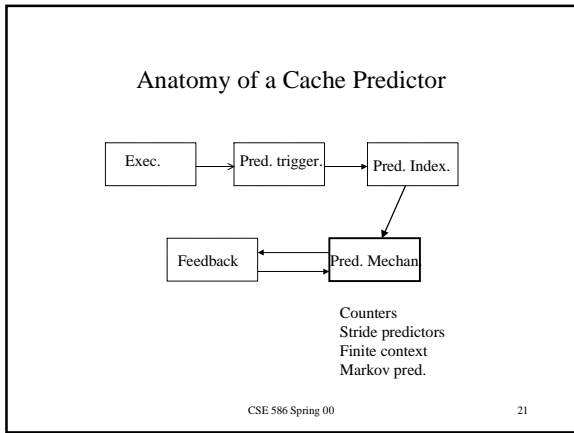 Anatomy of a Cache Predictor
Exec.
Pred. trigger.
Pred. Index.
Feedback
Pred. Mechan.
Counters
Stride predictors
Finite context
Markov pred.
CSE 586 Spring 00
21